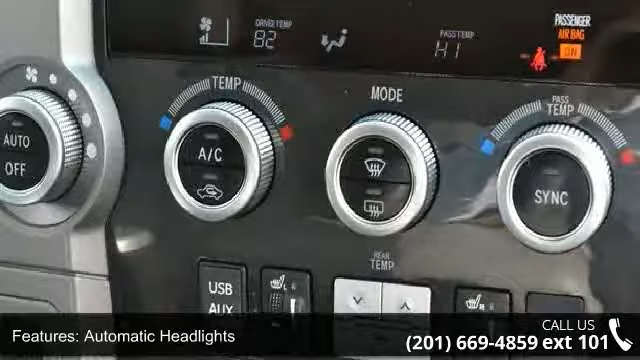 DRIVER TEMP
82
PASS TEMP
HI
PASSENGER
AIR BAG
ON
TEMP
MODE
PASS
TEMP
AUTO
OFF
A/C
SYNC
REAR
TEMP
USB
AUX
L
R
Features: Automatic Headlights
CALL US
(201) 669-4859 ext 101